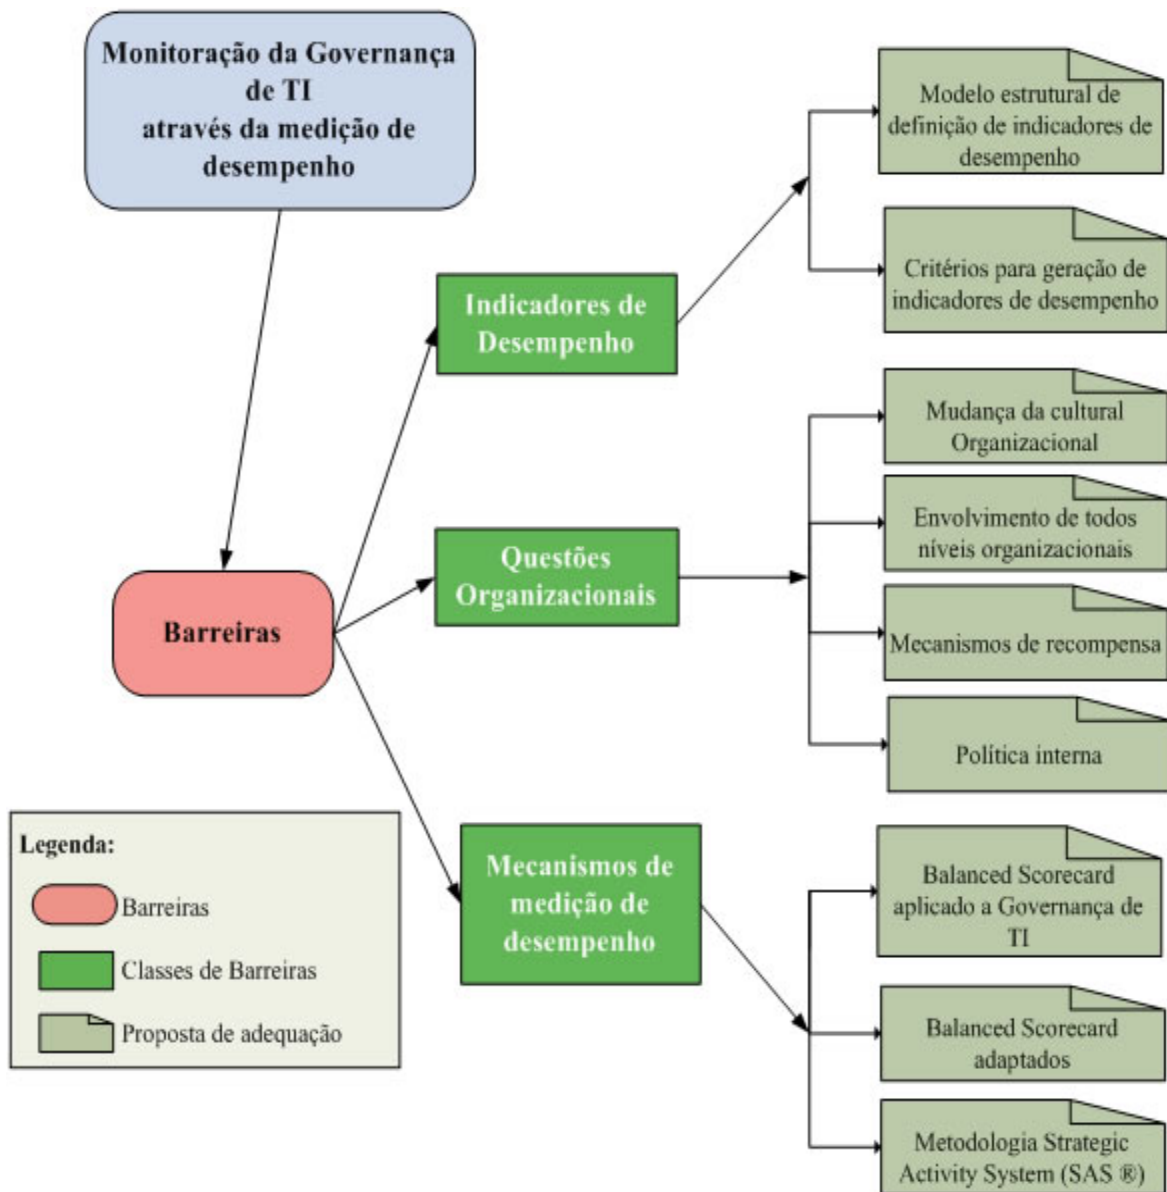 Monitoração da Governança
de TI
através da medição de
desempenho
Barreiras
Indicadores de
Desempenho
Questões
Organizacionais
Mecanismos de
medição de
desempenho
Modelo estrutural de
definição de indicadores de
desempenho
Critérios para geração de
indicadores de desempenho
Mudança da cultural
Organizacional
Envolvimento de todos
níveis organizacionais
Mecanismos de recompensa
Política interna
Balanced Scorecard
aplicado a Governança de
TI
Balanced Scorecard
adaptados
Metodologia Strategic
Activity System (SAS ®)
Legenda:
Barreiras
Classes de Barreiras
Proposta de adequação